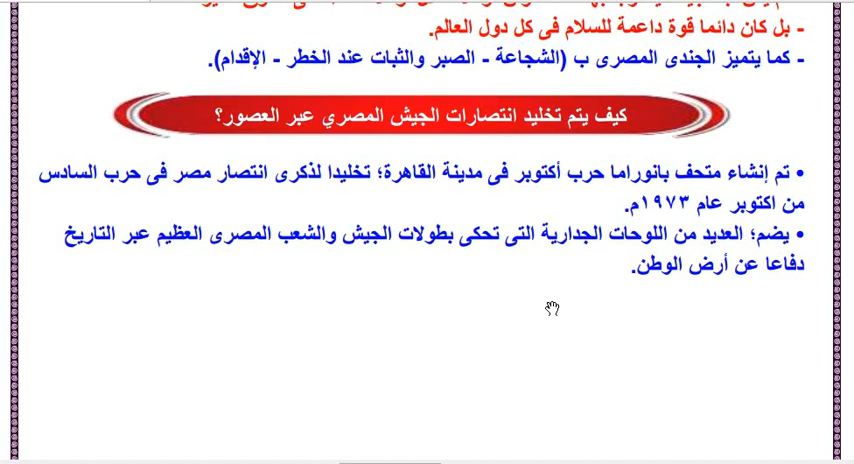 - بل كان دائما قوة داعمة للسلام فى كل دول العالم.
- كما يتميز الجندى المصرى ب (الشجاعة - الصبر والثبات عند الخطر - الإقدام).
كيف يتم تخليد انتصارات الجيش المصري عبر العصور؟
• تم إنشاء متحف بانوراما حرب أكتوبر فى مدينة القاهرة؛ تخليدا لذكرى انتصار مصر فى حرب السادس
من اكتوبر عام ١٩٧٣م.
• يضم؛ العديد من اللوحات الجدارية التى تحكى بطولات الجيش والشعب المصرى العظيم عبر التاريخ
دفاعا عن أرض الوطن.